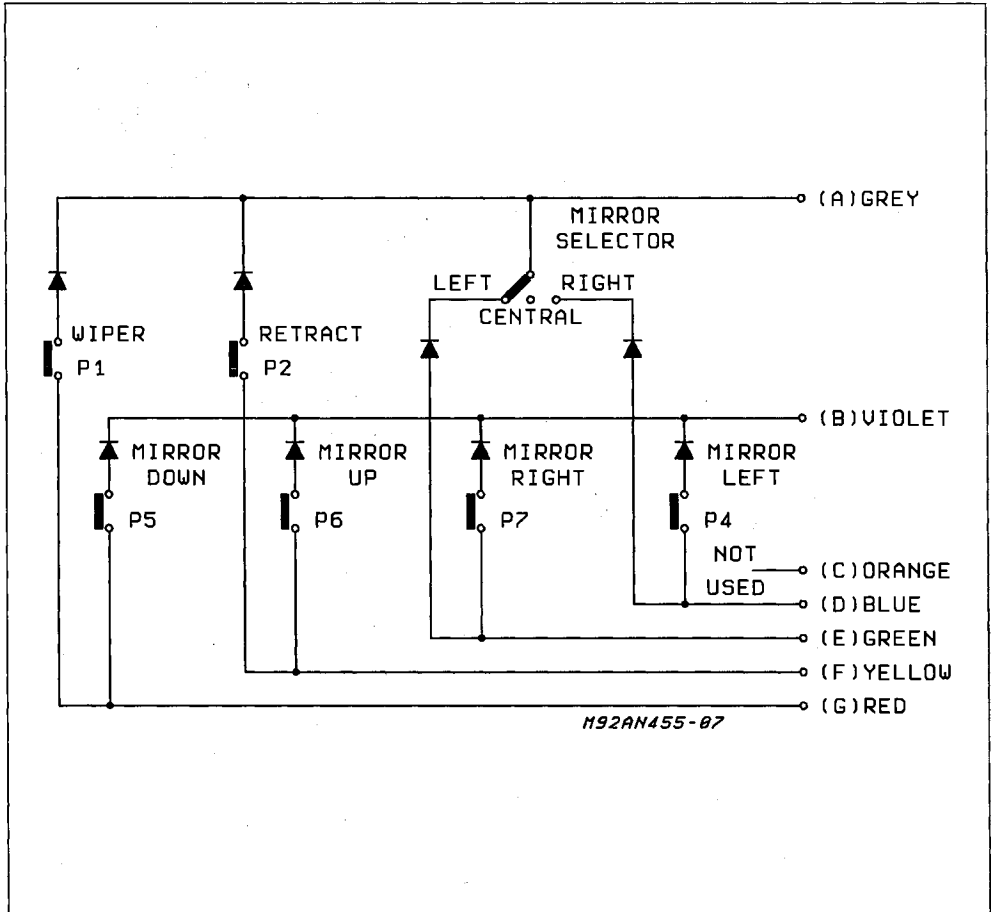 (A)GREY
MIRROR
SELECTOR
LEFT
RIGHT
CENTRAL
WIPER
P1
RETRACT
P2
(B)VIOLET
MIRROR
DOWN
P5
MIRROR
UP
P6
MIRROR
RIGHT
P7
MIRROR
LEFT
P4
NOT
USED
(C)ORANGE
(D)BLUE
(E)GREEN
(F)YELLOW
(G)RED
M92AN455-07